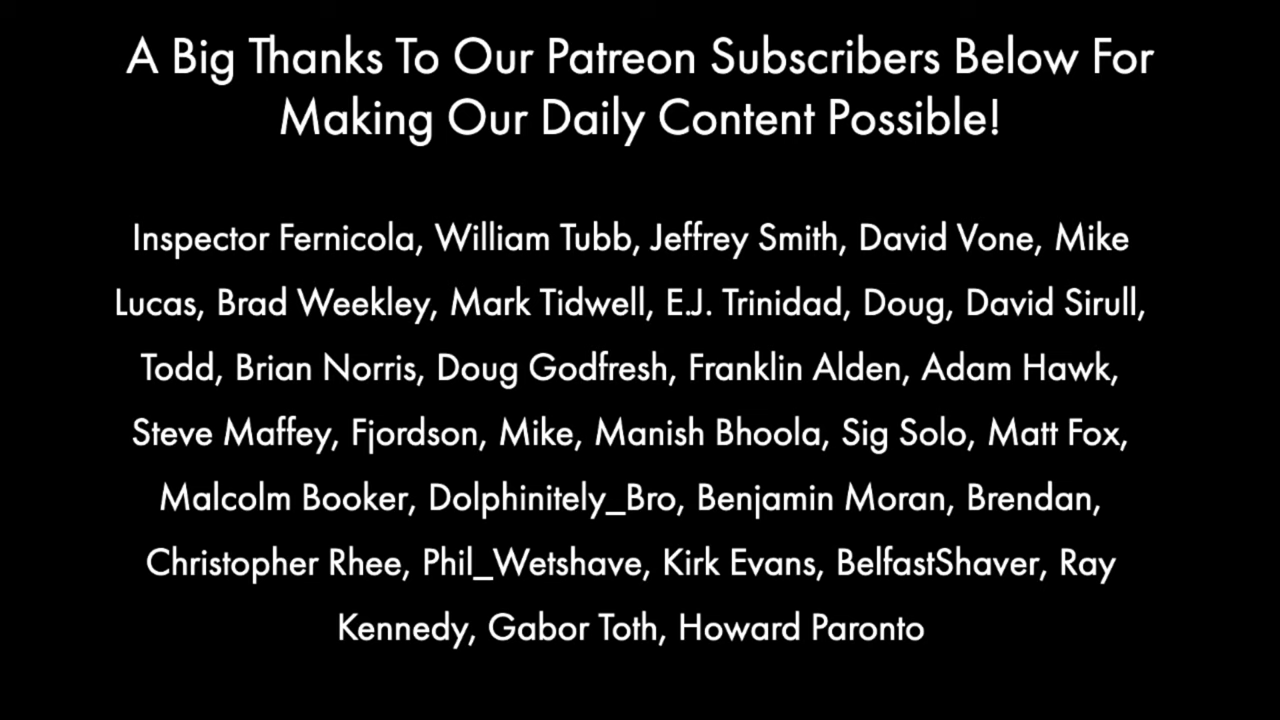 A Big Thanks To Our Patreon Subscribers Below For
Making Our Daily Content Possible!
Inspector Fernicola, William Tubb, Jeffrey Smith, David Vone, Mike
Lucas, Brad Weekley, Mark Tidwell, E.J. Trinidad, Doug, David Sirull,
Todd, Brian Norris, Doug Godfresh, Franklin Alden, Adam Hawk,
Steve Maffey, Fjordson, Mike, Manish Bhoola, Sig Solo, Matt Fox,
Malcolm Booker, Dolphinitely_Bro, Benjamin Moran, Brendan,
Christopher Rhee, Phil_Wetshave, Kirk Evans, BelfastShaver, Ray
Kennedy, Gabor Toth, Howard Paronto